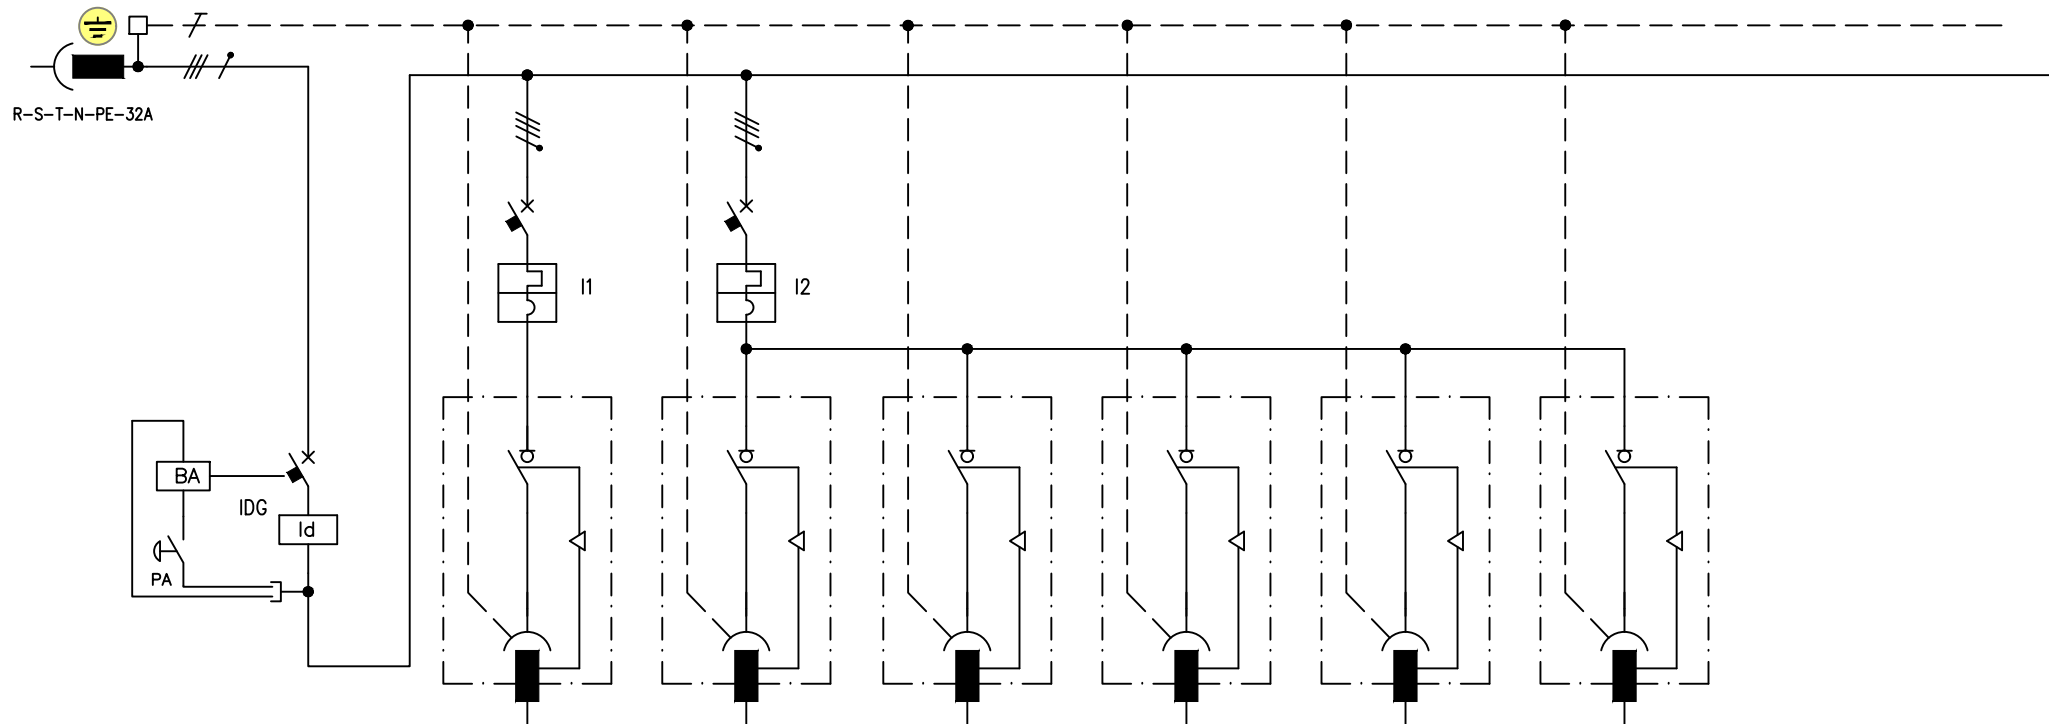 R-S-T-N-PE-32A
I1
I2
BA
IDG
Id
PA